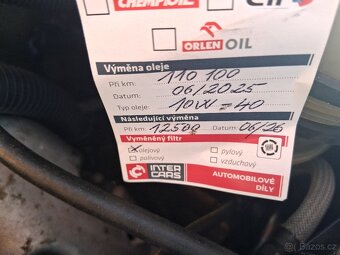 CHEMPIOIL
ORLEN OIL
Výměna oleje
Při km: 110 100
Datum: 06/2025
Typ oleje: 10W-40
Následující výměna
Při km: 12500 Datum: 06/26
Vyměněný filtr
olejový pylový
palivový vzduchový
INTER CARS AUTOMOBILOVÉ DÍLY
Sbazos.cz